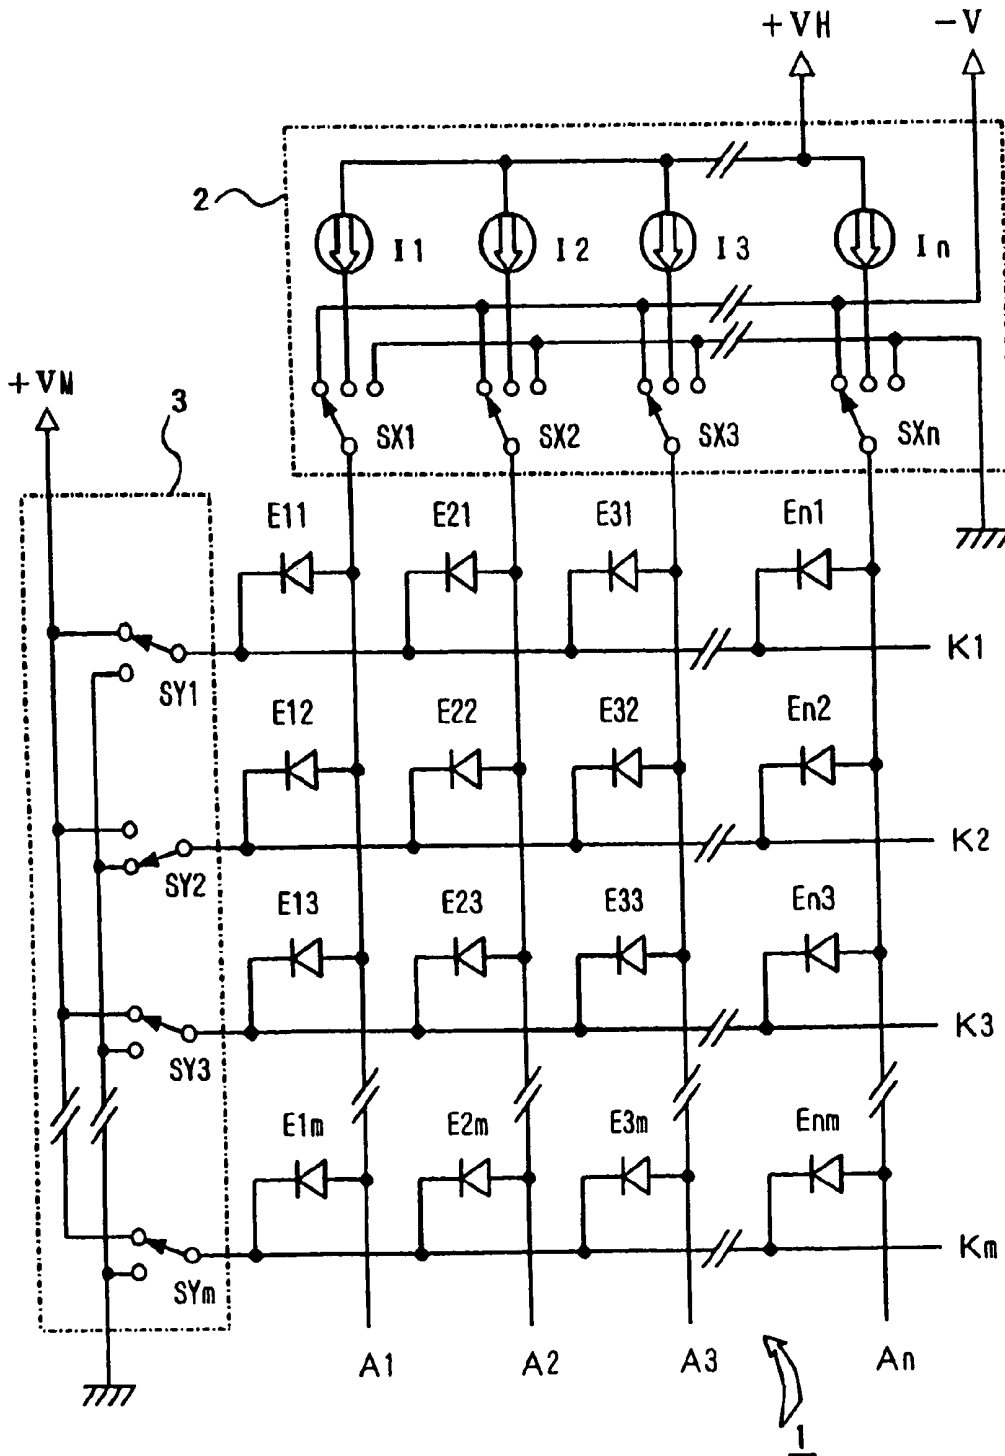 +VH -V
2
I1 I2 I3 In
+VM
3
SX1 SX2 SX3 SXn
E11 E21 E31 En1
K1
SY1
E12 E22 E32 En2
K2
SY2
E13 E23 E33 En3
K3
SY3
E1m E2m E3m Enm
Km
SYm
A1 A2 A3 An
1